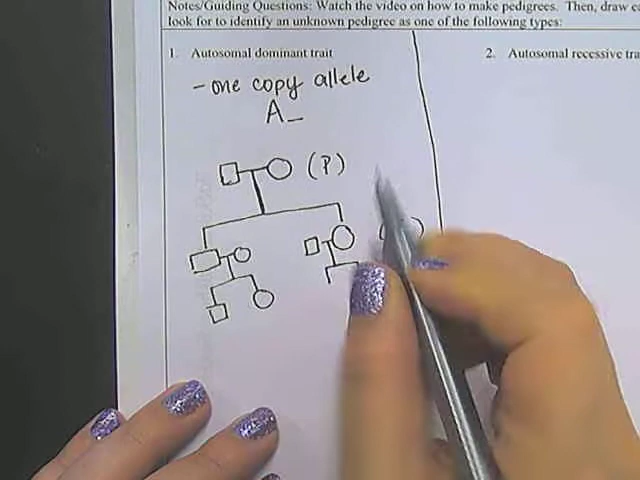 Notes/Guiding Questions: Watch the video on how to make pedigrees. Then, draw
look for to identify an unknown pedigree as one of the following types:
1. Autosomal dominant trait
2. Autosomal recessive
- one copy allele
A_
(P)